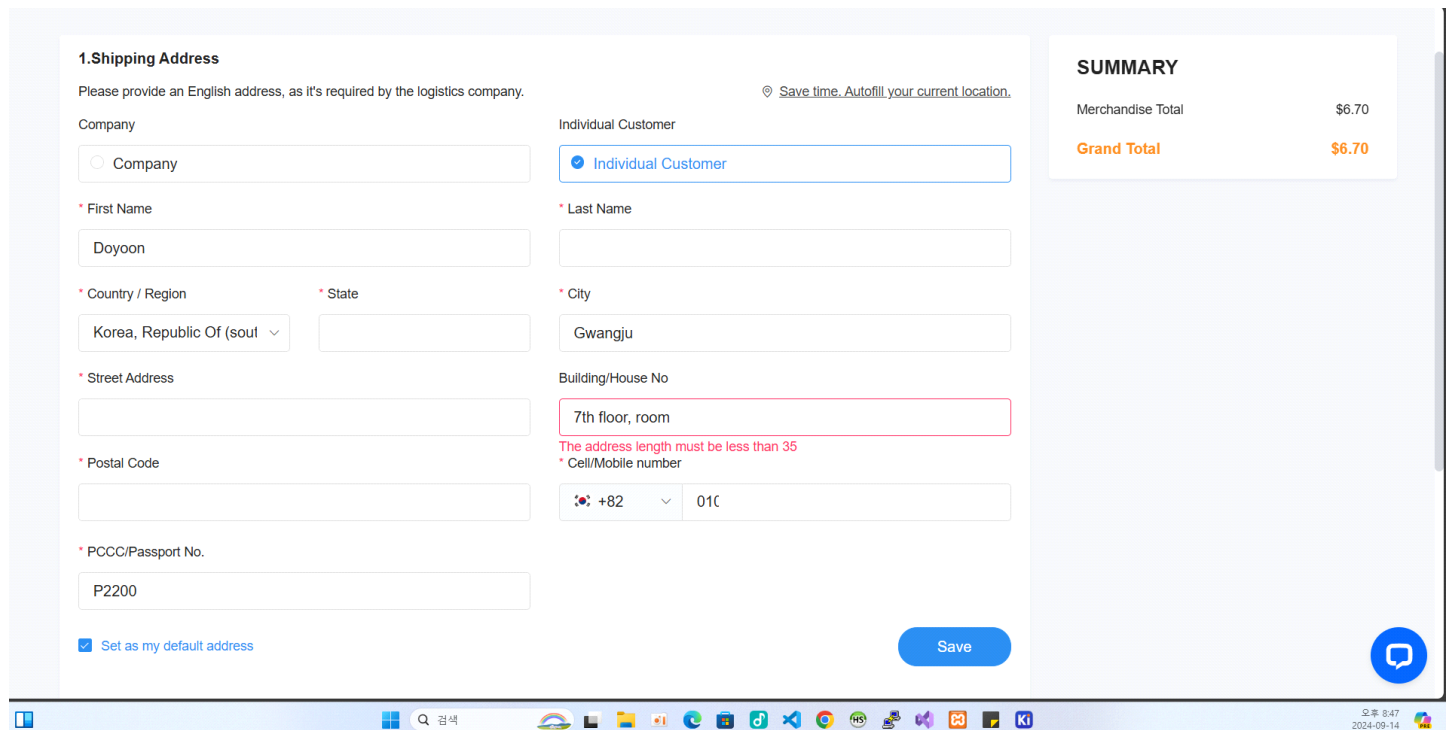 1.Shipping Address
Please provide an English address, as it's required by the logistics company.
Save time. Autofill your current location.
Company
Individual Customer
Company
Individual Customer
* First Name
* Last Name
Doyoon
* Country / Region
* State
* City
Korea, Republic Of (sout
Gwangju
* Street Address
Building/House No
7th floor, room
The address length must be less than 35
* Postal Code
* Cell/Mobile number
+82
010
* PCCC/Passport No.
P2200
Set as my default address
Save
SUMMARY
Merchandise Total
$6.70
Grand Total
$6.70
검색
HS
Ki
오후 8:47
2024-09-14
PRE